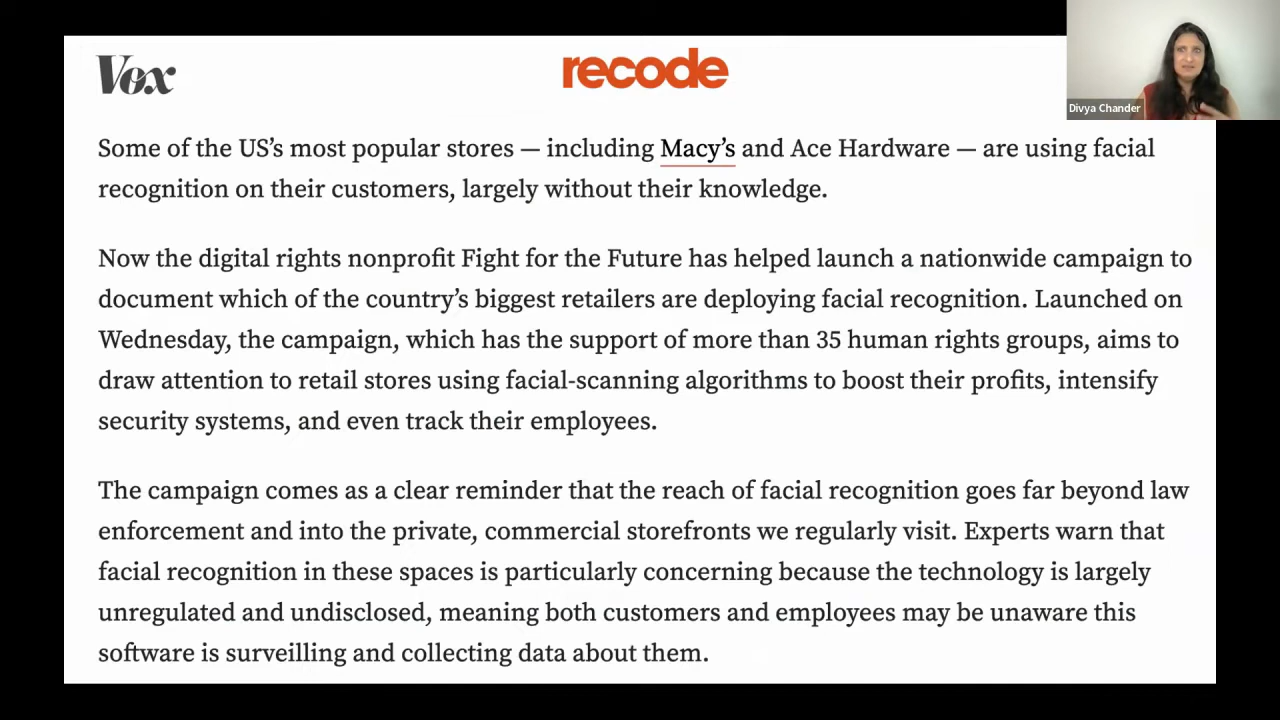 Vox
recode
Divya Chander
Some of the US’s most popular stores — including Macy’s and Ace Hardware — are using facial
recognition on their customers, largely without their knowledge.
Now the digital rights nonprofit Fight for the Future has helped launch a nationwide campaign to
document which of the country’s biggest retailers are deploying facial recognition. Launched on
Wednesday, the campaign, which has the support of more than 35 human rights groups, aims to
draw attention to retail stores using facial-scanning algorithms to boost their profits, intensify
security systems, and even track their employees.
The campaign comes as a clear reminder that the reach of facial recognition goes far beyond law
enforcement and into the private, commercial storefronts we regularly visit. Experts warn that
facial recognition in these spaces is particularly concerning because the technology is largely
unregulated and undisclosed, meaning both customers and employees may be unaware this
software is surveilling and collecting data about them.